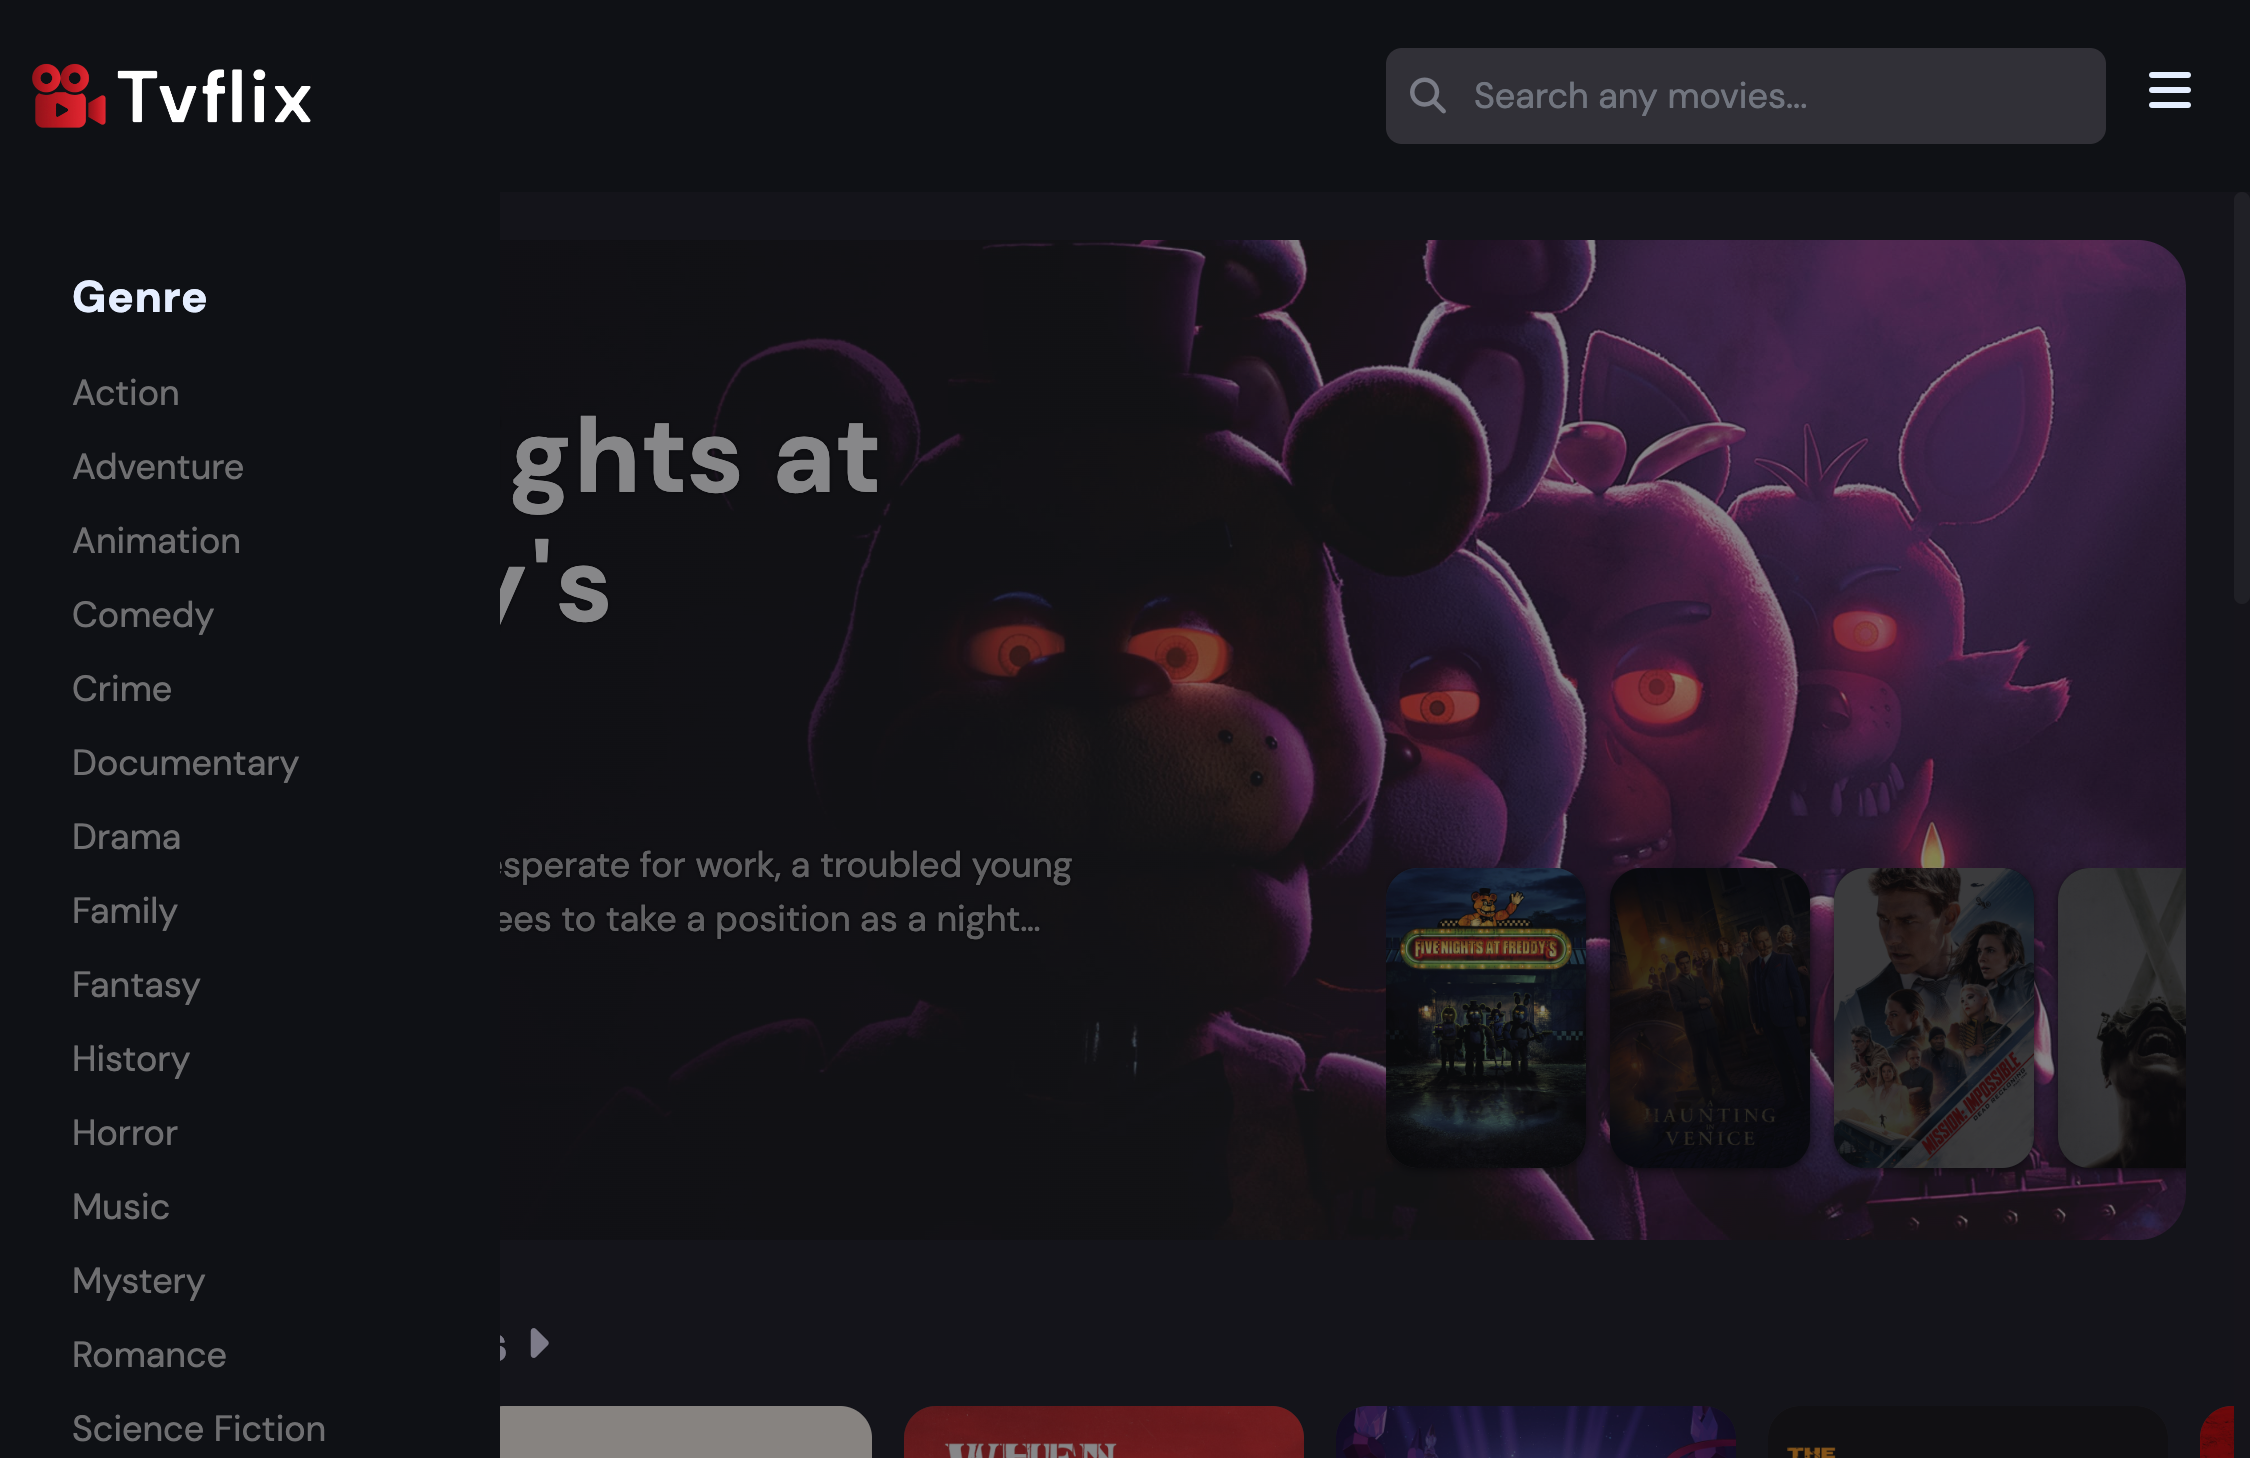 Tvflix
Search any movies...
Genre
Action
Adventure
Animation
Comedy
Crime
Documentary
Drama
Family
Fantasy
History
Horror
Music
Mystery
Romance
Science Fiction
ghts at
y's
esperate for work, a troubled young
ees to take a position as a night...
FIVE NIGHTS AT FREDDY'S
A HAUNTING
IN
VENICE
MISSION: IMPOSSIBLE
DEAD RECKONING
s
WHEN
THE